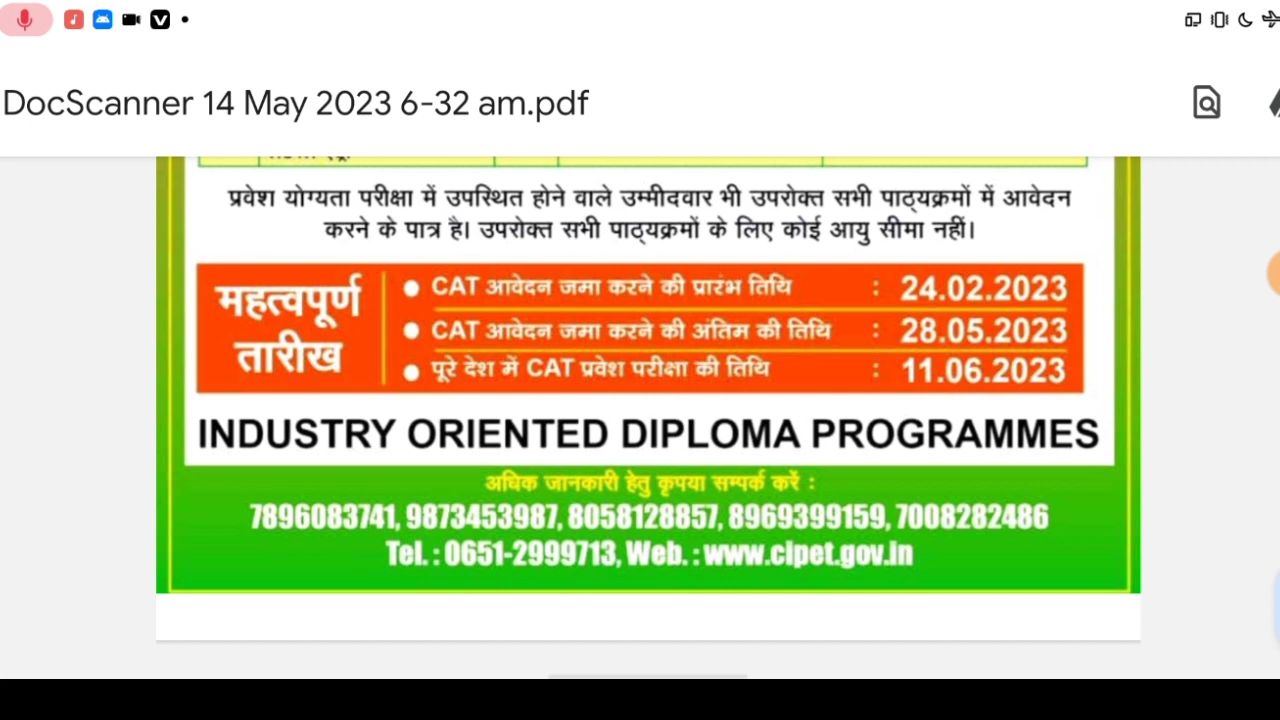 DocScanner 14 May 2023 6-32 am.pdf
प्रवेश योग्यता परीक्षा में उपस्थित होने वाले उम्मीदवार भी उपरोक्त सभी पाठ्यक्रमों में आवेदन
करने के पात्र है। उपरोक्त सभी पाठ्यक्रमों के लिए कोई आयु सीमा नहीं।
महत्वपूर्ण
तारीख
CAT आवेदन जमा करने की प्रारंभ तिथि : 24.02.2023
CAT आवेदन जमा करने की अंतिम की तिथि : 28.05.2023
पूरे देश में CAT प्रवेश परीक्षा की तिथि : 11.06.2023
INDUSTRY ORIENTED DIPLOMA PROGRAMMES
अधिक जानकारी हेतु कृपया सम्पर्क करें :
7896083741, 9873453987, 8058128857, 8969399159, 7008282486
Tel. : 0651-2999713, Web. : www.cipet.gov.in